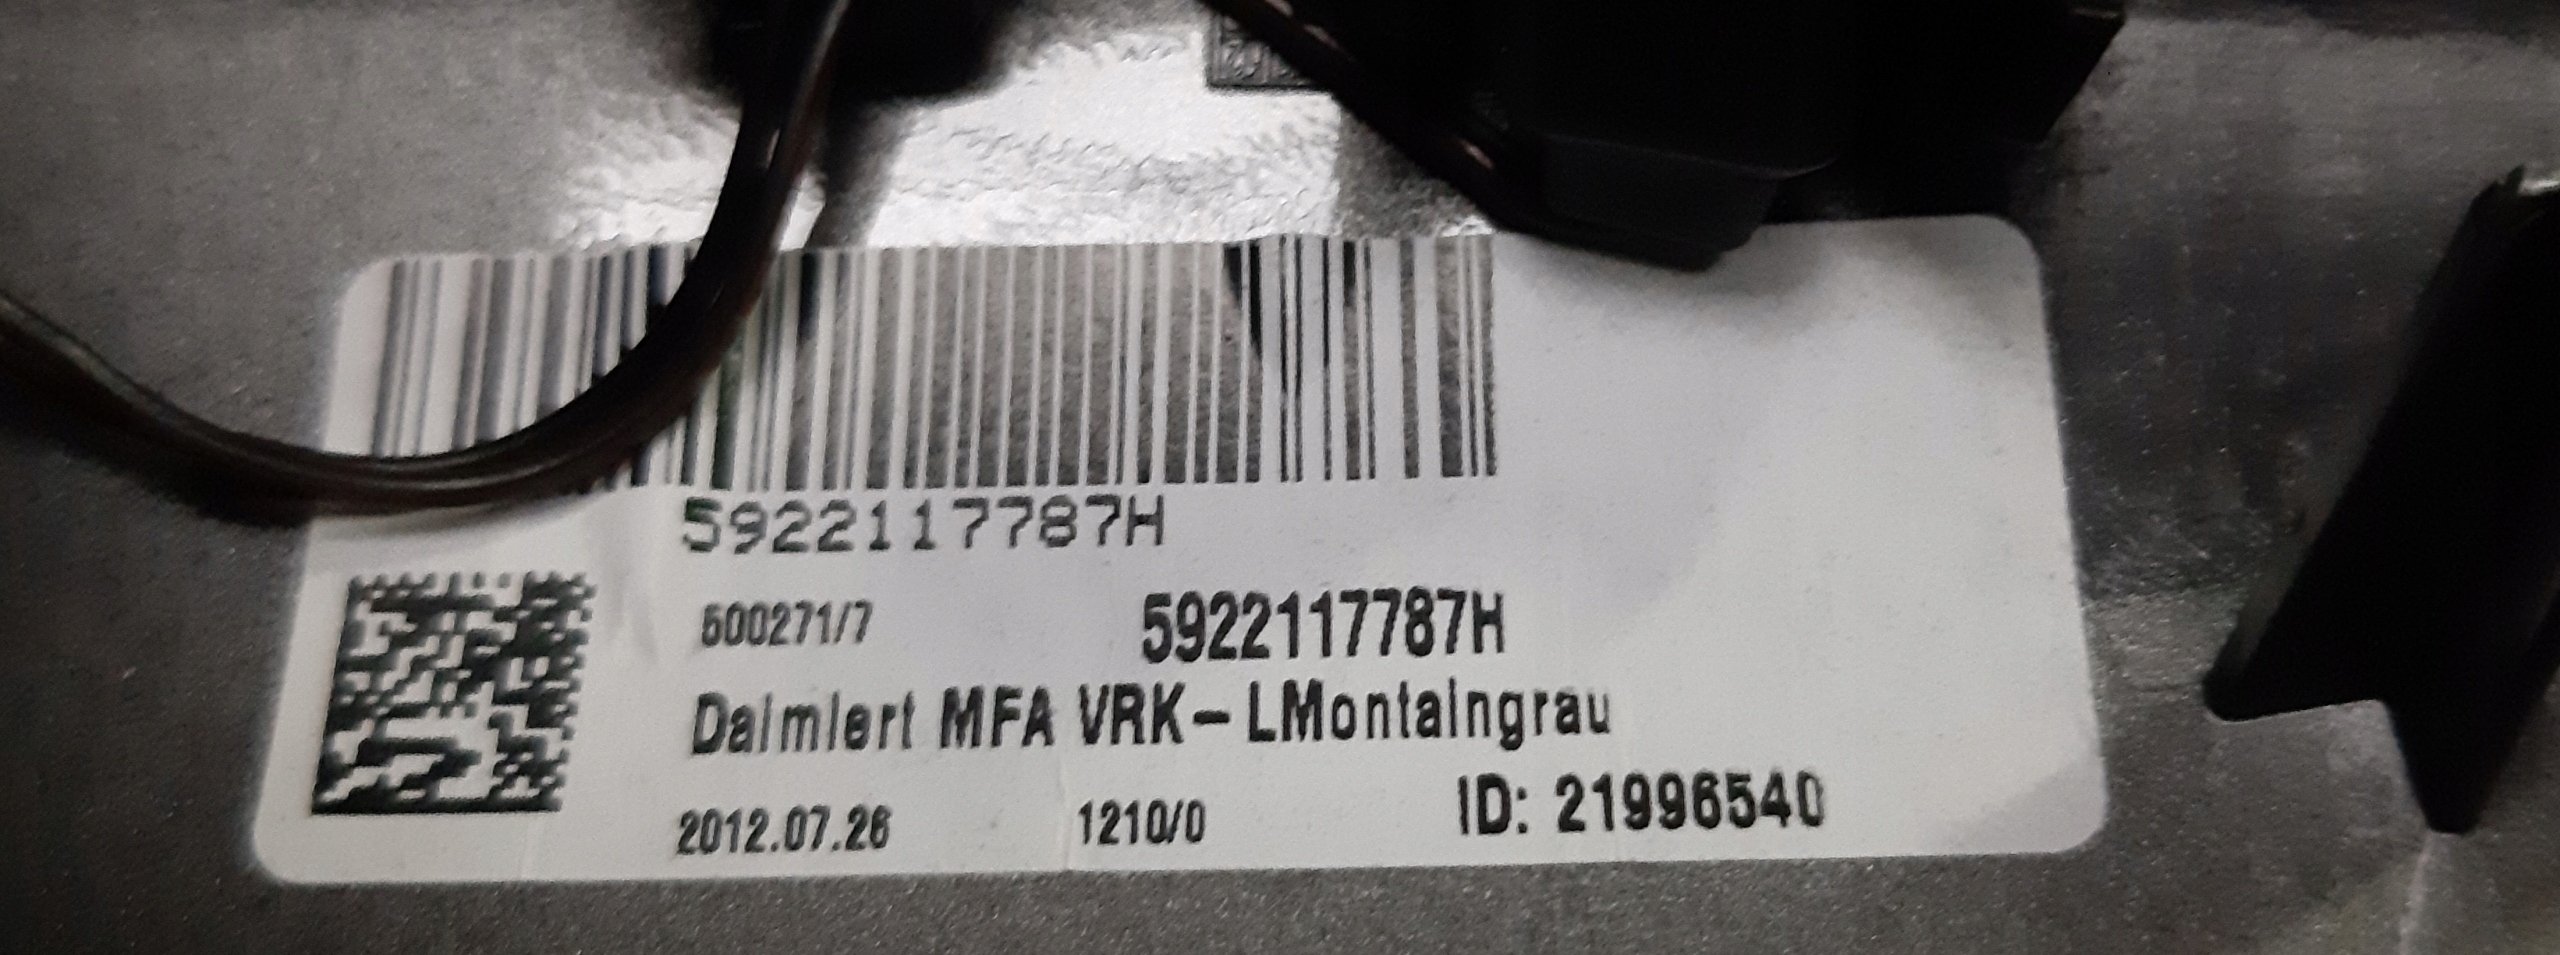 5922117787H
500271/7 5922117787H
Daimlert MFA VRK-LMontaingrau
2012.07.26 1210/0 ID: 21996540